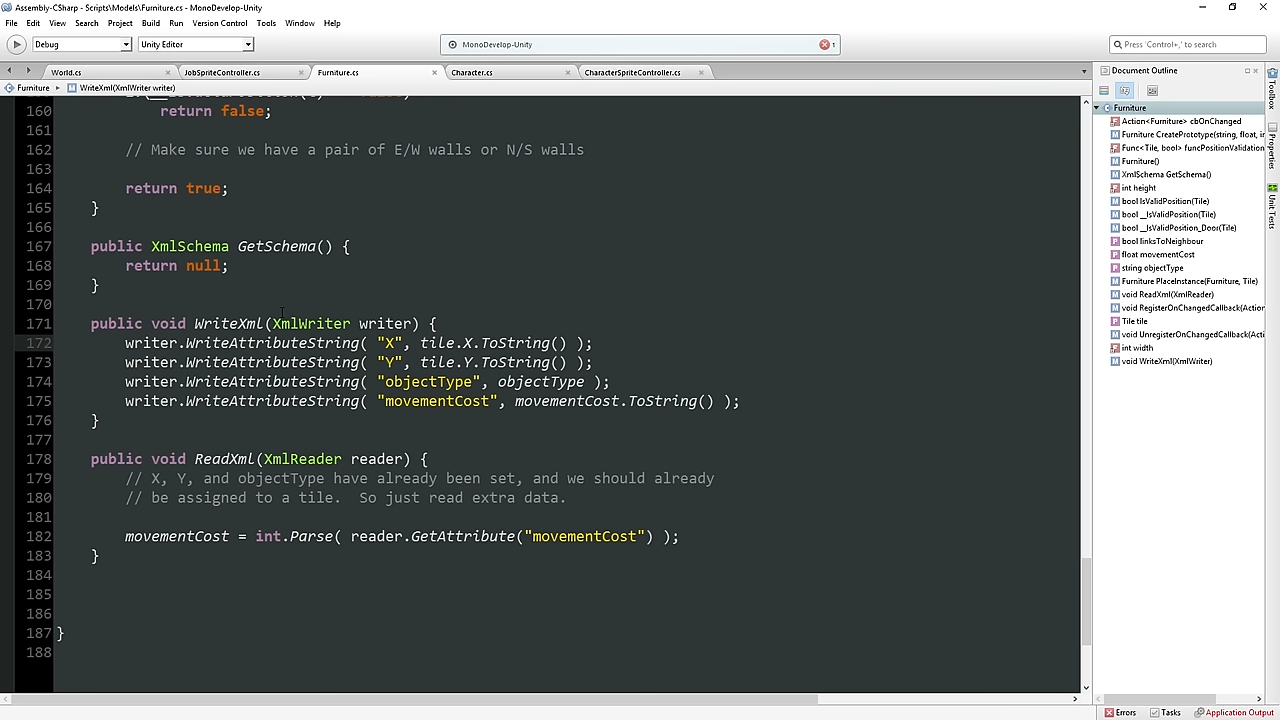 Assembly-CSharp - Scripts\Models\Furniture.cs - MonoDevelop-Unity
File Edit View Search Project Build Run Version Control Tools Window Help
Debug Unity Editor MonoDevelop-Unity 1 Press 'Control+,' to search
World.cs JobSpriteController.cs Furniture.cs Character.cs CharacterSpriteController.cs
Furniture WriteXml(XmlWriter writer)
160 return false;
161
162 // Make sure we have a pair of E/W walls or N/S walls
163
164 return true;
165 }
166
167 public XmlSchema GetSchema() {
168 return null;
169 }
170
171 public void WriteXml(XmlWriter writer) {
172 writer.WriteAttributeString( "X", tile.X.ToString() );
173 writer.WriteAttributeString( "Y", tile.Y.ToString() );
174 writer.WriteAttributeString( "objectType", objectType );
175 writer.WriteAttributeString( "movementCost", movementCost.ToString() );
176 }
177
178 public void ReadXml(XmlReader reader) {
179 // X, Y, and objectType have already been set, and we should already
180 // be assigned to a tile.  So just read extra data.
181
182 movementCost = int.Parse( reader.GetAttribute("movementCost") );
183 }
184
185
186
187 }
188
Document Outline
Furniture
Action<Furniture> cbOnChanged
Furniture CreatePrototype(string, float, in
Func<Tile, bool> funcPositionValidation
Furniture()
XmlSchema GetSchema()
int height
bool IsValidPosition(Tile)
bool __IsValidPosition(Tile)
bool __IsValidPosition_Door(Tile)
bool linksToNeighbour
float movementCost
string objectType
Furniture PlaceInstance(Furniture, Tile)
void ReadXml(XmlReader)
void RegisterOnChangedCallback(Action
Tile tile
void UnregisterOnChangedCallback(Acti
int width
void WriteXml(XmlWriter)
Toolbox
Properties
Unit Tests
Errors Tasks Application Output